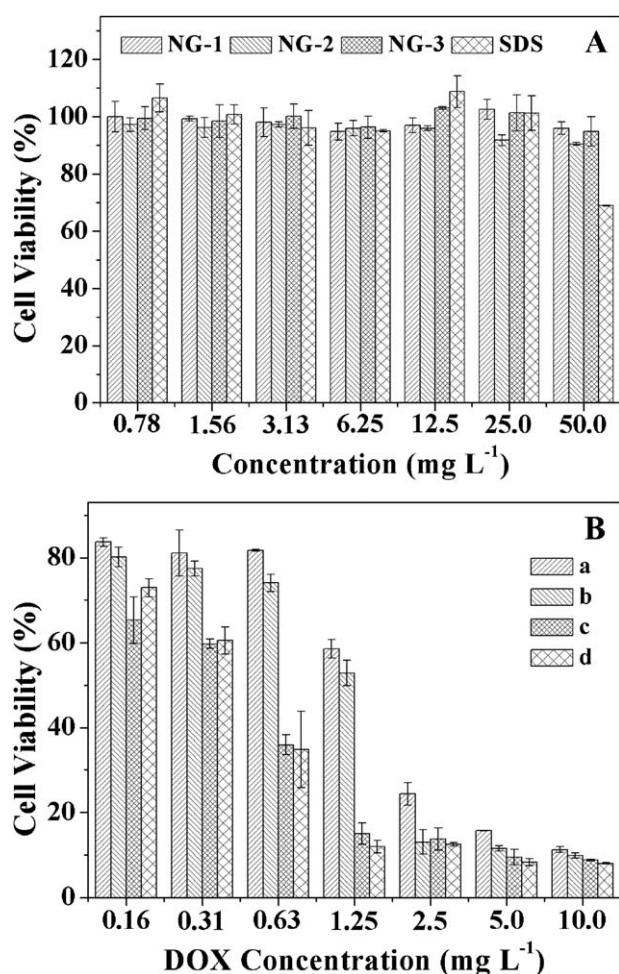 NG-1 NG-2 NG-3 SDS
A
120
100
80
60
40
20
0
Cell Viability (%)
0.78 1.56 3.13 6.25 12.5 25.0 50.0
Concentration (mg L⁻¹)
B
80
60
40
20
0
Cell Viability (%)
a
b
c
d
0.16 0.31 0.63 1.25 2.5 5.0 10.0
DOX Concentration (mg L⁻¹)